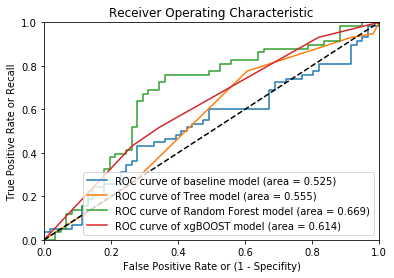 Receiver Operating Characteristic
True Positive Rate or Recall
1.0
0.8
0.6
0.4
0.2
0.0
ROC curve of baseline model (area = 0.525)
ROC curve of Tree model (area = 0.555)
ROC curve of Random Forest model (area = 0.669)
ROC curve of xgBOOST model (area = 0.614)
0.0 0.2 0.4 0.6 0.8 1.0
False Positive Rate or (1 - Specifity)